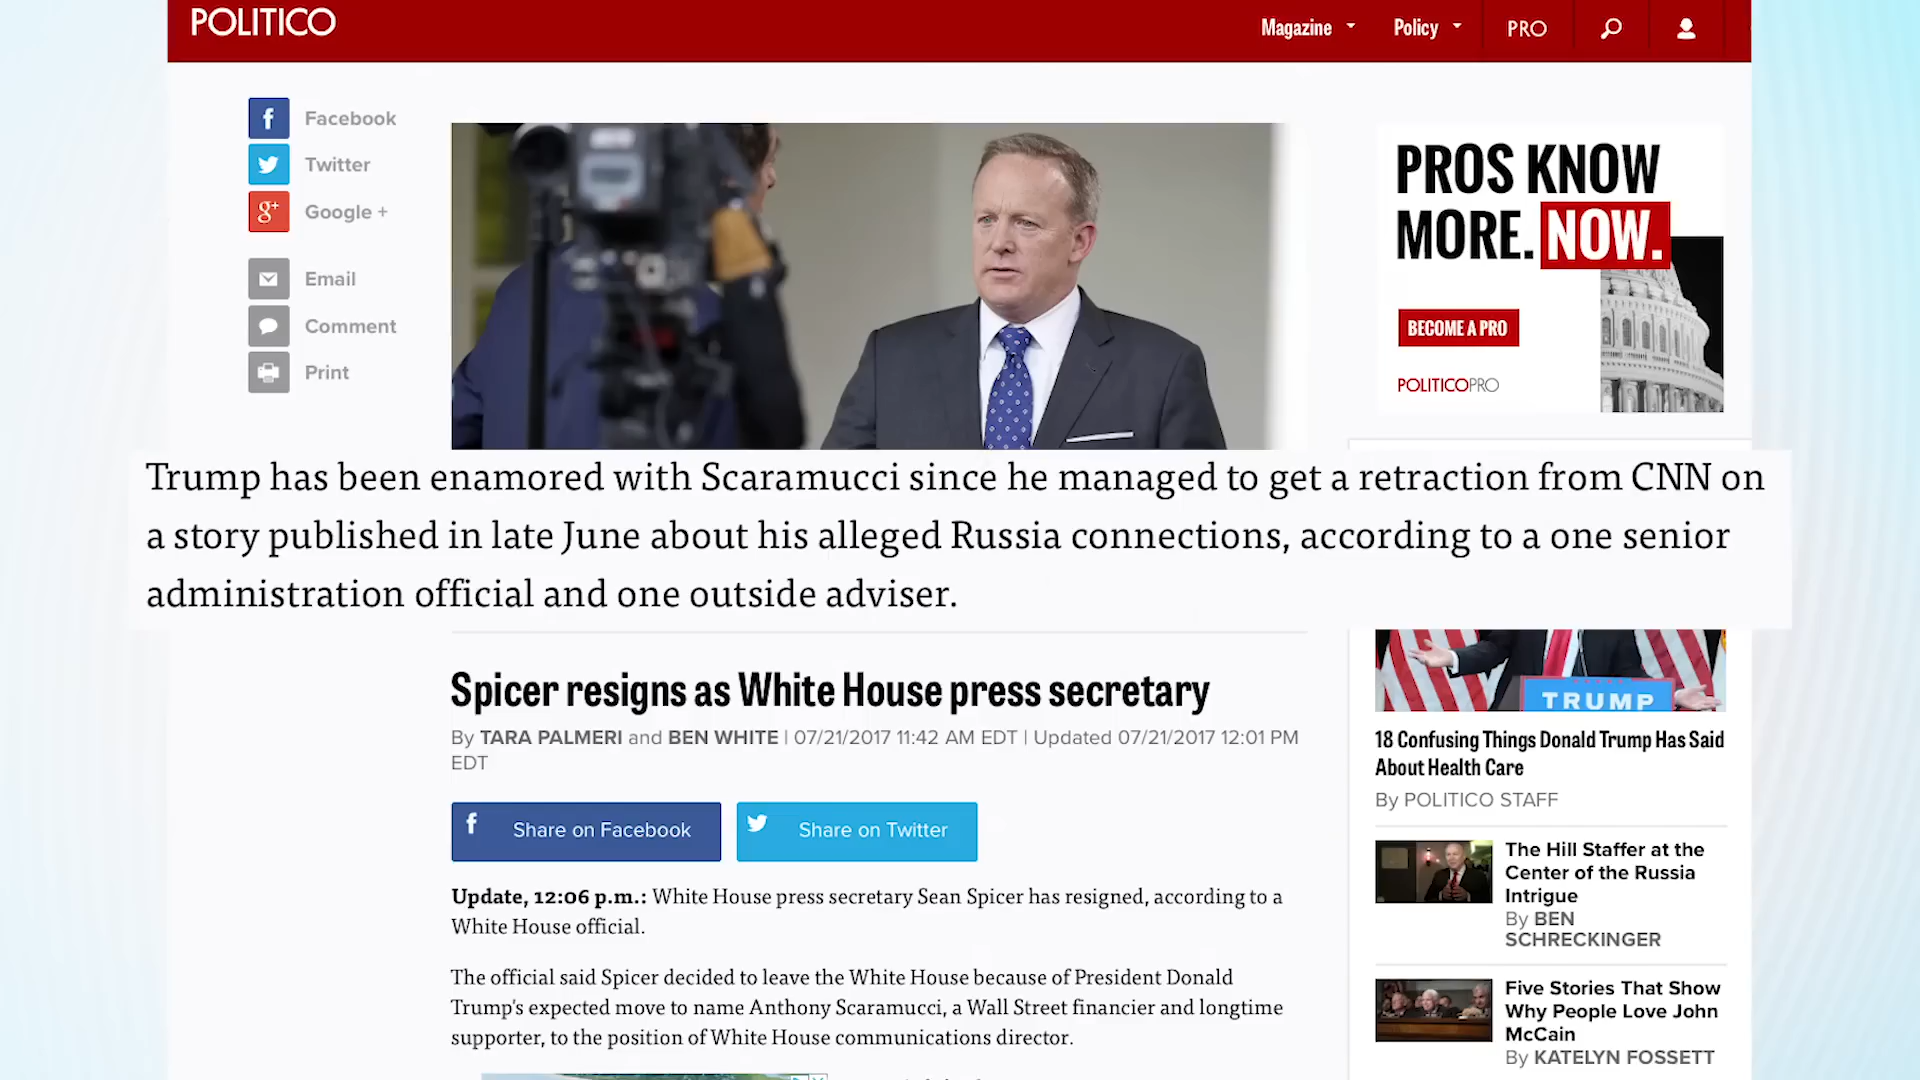 POLITICO
Magazine
Policy
PRO
Facebook
Twitter
Google +
Email
Comment
Print
PROS KNOW
MORE. NOW.
BECOME A PRO
POLITICOPRO
Trump has been enamored with Scaramucci since he managed to get a retraction from CNN on
a story published in late June about his alleged Russia connections, according to a one senior
administration official and one outside adviser.
Spicer resigns as White House press secretary
By TARA PALMERI and BEN WHITE | 07/21/2017 11:42 AM EDT | Updated 07/21/2017 12:01 PM
EDT
Share on Facebook
Share on Twitter
Update, 12:06 p.m.: White House press secretary Sean Spicer has resigned, according to a
White House official.
The official said Spicer decided to leave the White House because of President Donald
Trump's expected move to name Anthony Scaramucci, a Wall Street financier and longtime
supporter, to the position of White House communications director.
TRUMP
18 Confusing Things Donald Trump Has Said
About Health Care
By POLITICO STAFF
The Hill Staffer at the
Center of the Russia
Intrigue
By BEN
SCHRECKINGER
Five Stories That Show
Why People Love John
McCain
By KATELYN FOSSETT